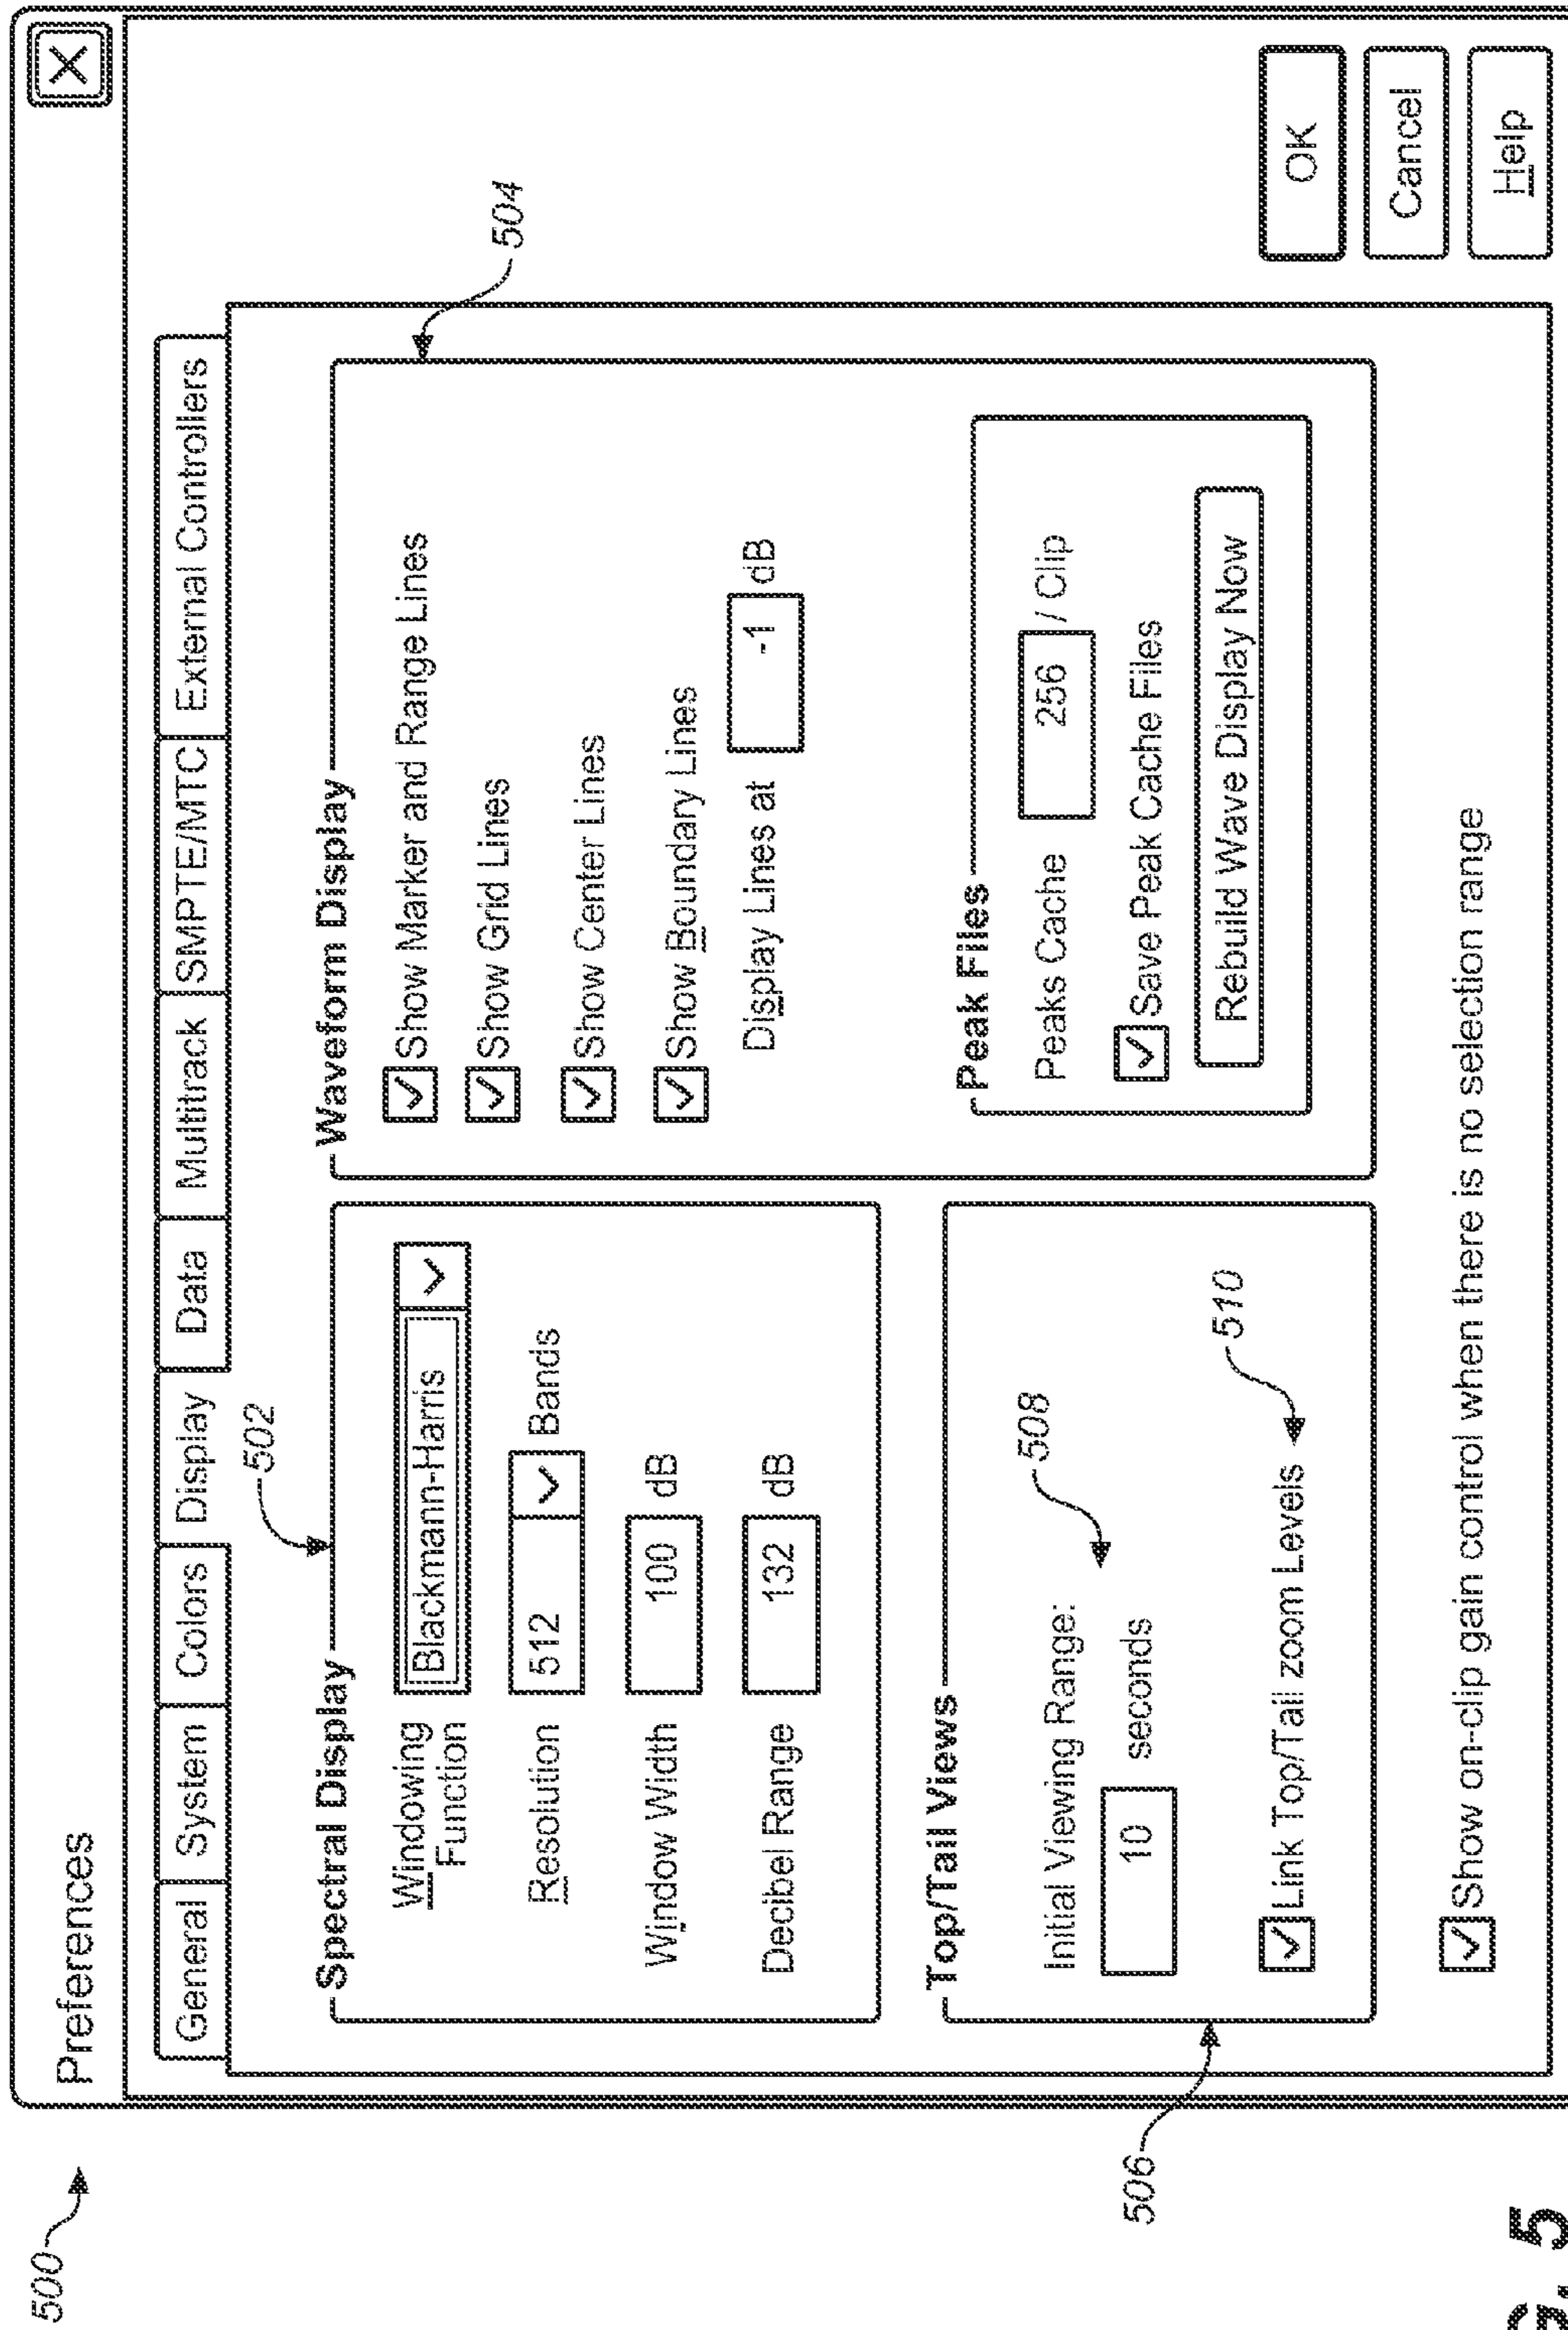 500
Preferences
General System Colors Display Data Multitrack SMPTE/MTC External Controllers
502
504
Spectral Display
Windowing
Function
Blackmann-Harris
Resolution 512 Bands
Window Width 100 dB
Decibel Range 132 dB
Waveform Display
Show Marker and Range Lines
Show Grid Lines
Show Center Lines
Show Boundary Lines
Display Lines at -1 dB
Peak Files
Peaks Cache 256 / Clip
Save Peak Cache Files
Rebuild Wave Display Now
506
Top/Tail Views
Initial Viewing Range:
508
10 seconds
Link Top/Tail zoom Levels
510
Show on-clip gain control when there is no selection range
OK
Cancel
Help
G. 5